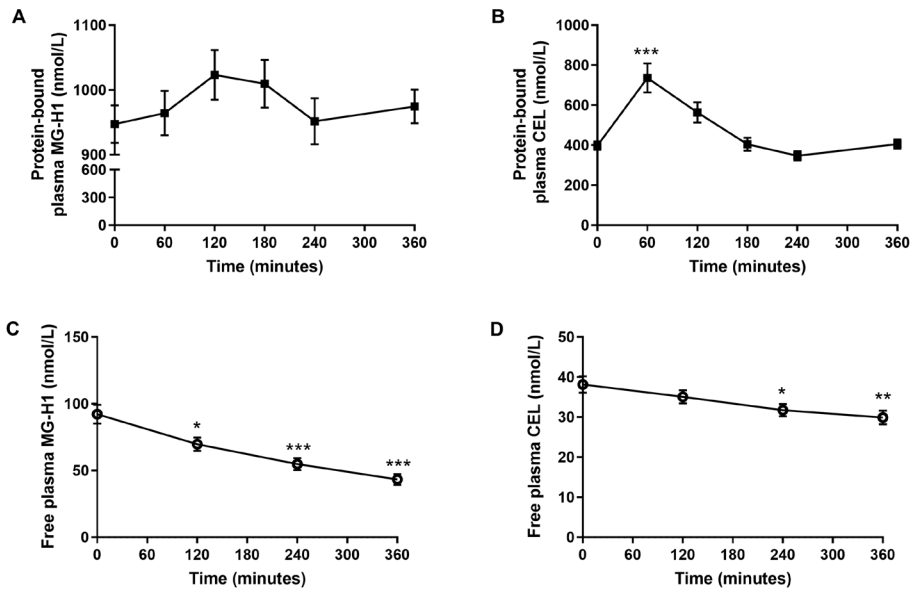 A
Protein-bound
plasma MG-H1 (nmol/L)
1100
1000
900
600
300
0
0 60 120 180 240 300 360
Time (minutes)
B
Protein-bound
plasma CEL (nmol/L)
1000
800
600
400
200
0
***
0 60 120 180 240 300 360
Time (minutes)
C
Free plasma MG-H1 (nmol/L)
150
100
50
0
*
***
***
0 60 120 180 240 300 360
Time (minutes)
D
Free plasma CEL (nmol/L)
50
40
30
20
10
0
*
**
0 60 120 180 240 300 360
Time (minutes)